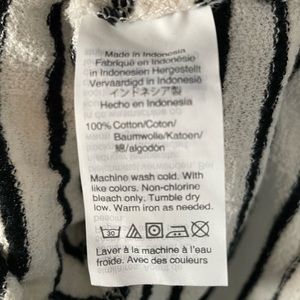 Made in Indonesia
Fabriqué en Indonésie
in Indonesien Hergestellt
Vervaardigd in Indonesië
インドネシア製
Hecho en Indonesia
100% Cotton/Coton/
Baumwolle/Katoen/
綿/algodón
Machine wash cold. With
like colors. Non-chlorine
bleach only. Tumble dry
low. Warm iron as needed.
30
Laver à la machine à l'eau
froide. Avec des couleurs